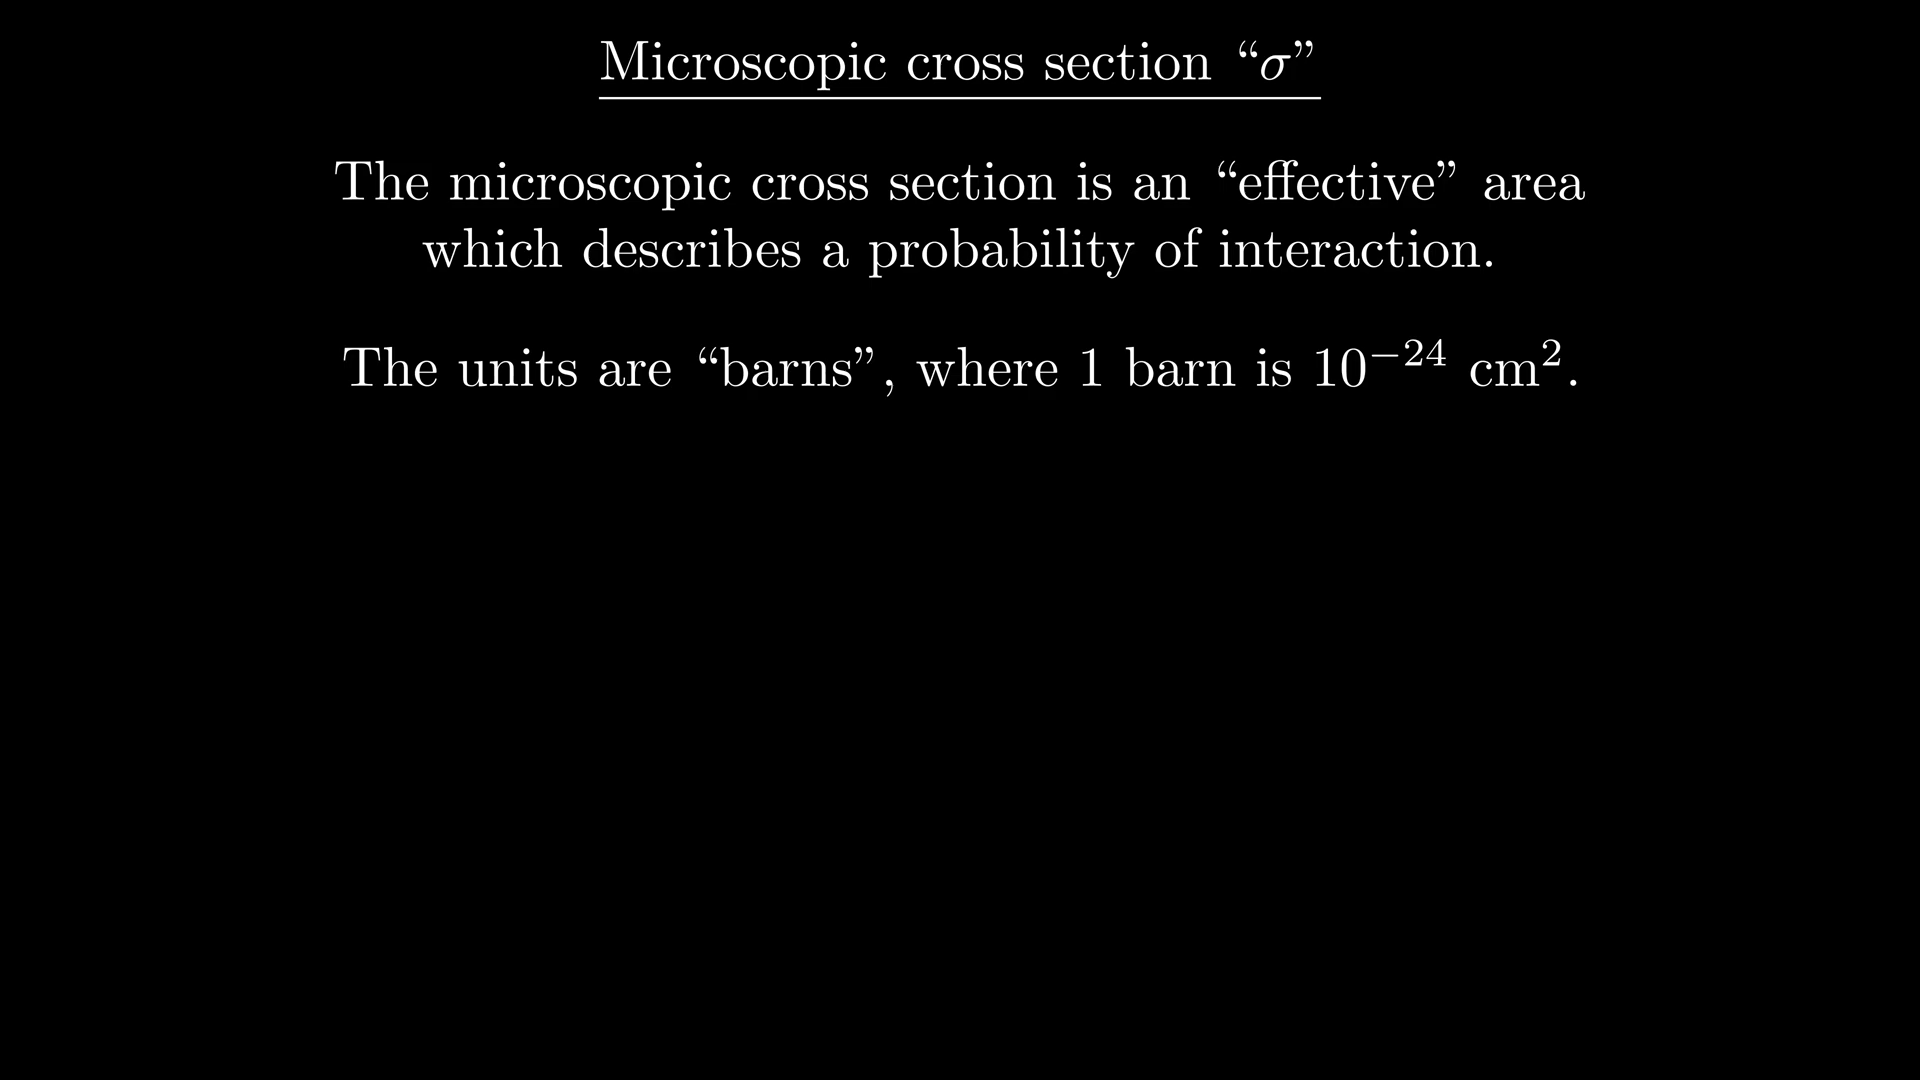 Microscopic cross section “σ”
The microscopic cross section is an “effective” area
which describes a probability of interaction.
The units are “barns”, where 1 barn is 10⁻²⁴ cm².